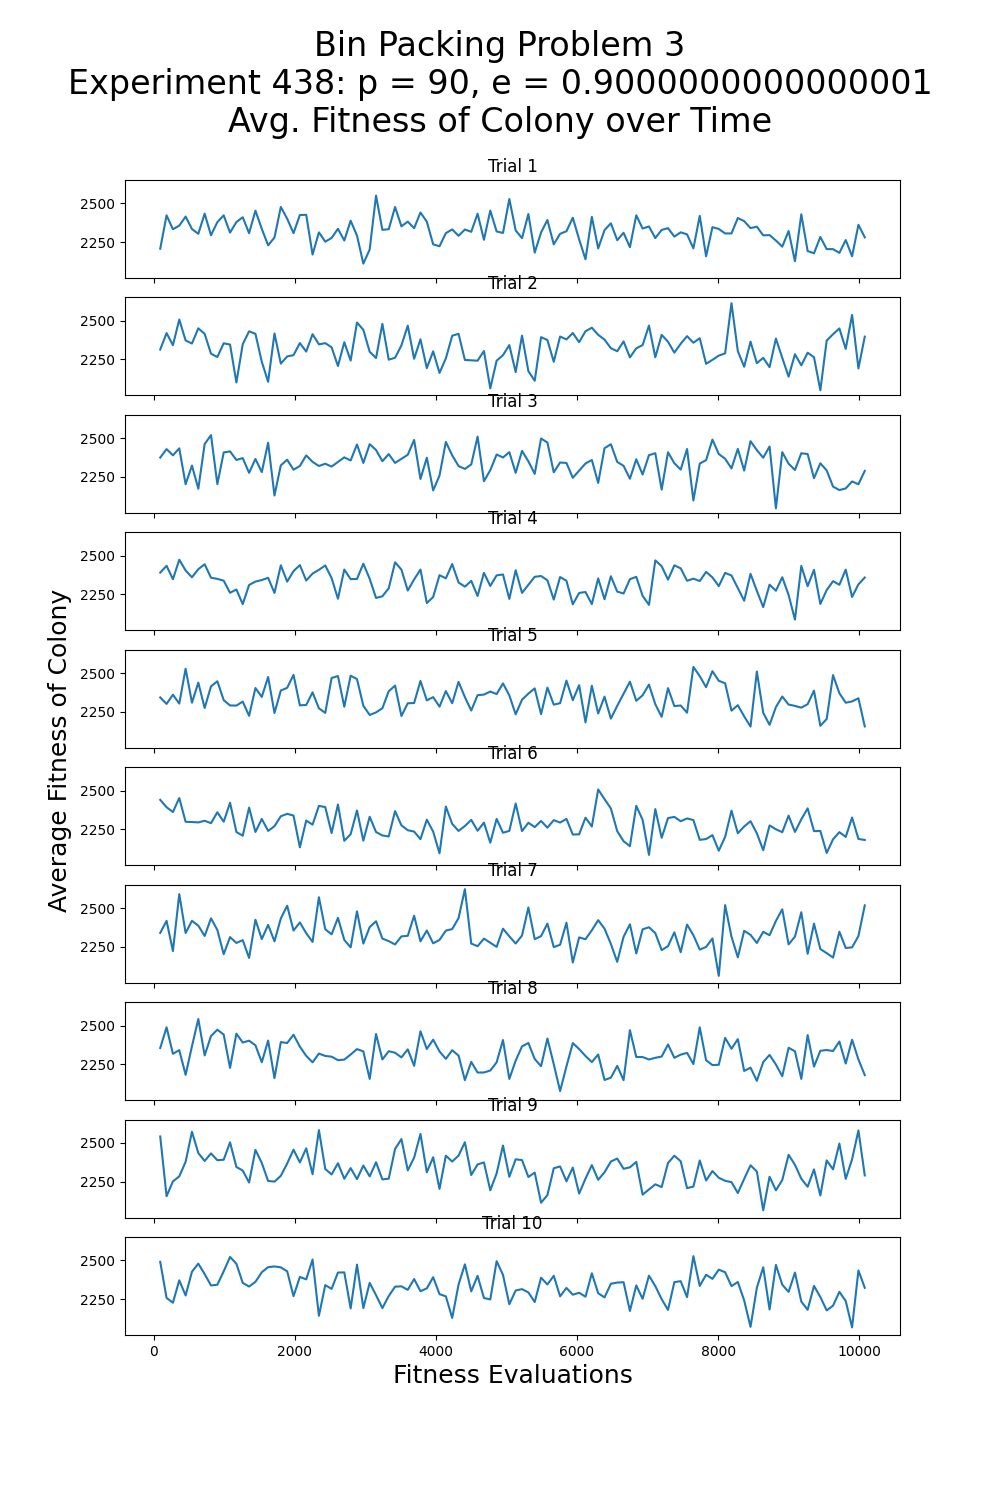 Bin Packing Problem 3
Experiment 438: p = 90, e = 0.9000000000000001
Avg. Fitness of Colony over Time
Trial 1
2500
2250
Trial 2
2500
2250
Trial 3
2500
2250
Trial 4
2500
2250
Trial 5
2500
2250
Trial 6
2500
2250
Trial 7
2500
2250
Trial 8
2500
2250
Trial 9
2500
2250
Trial 10
2500
2250
0 2000 4000 6000 8000 10000
Fitness Evaluations
Average Fitness of Colony